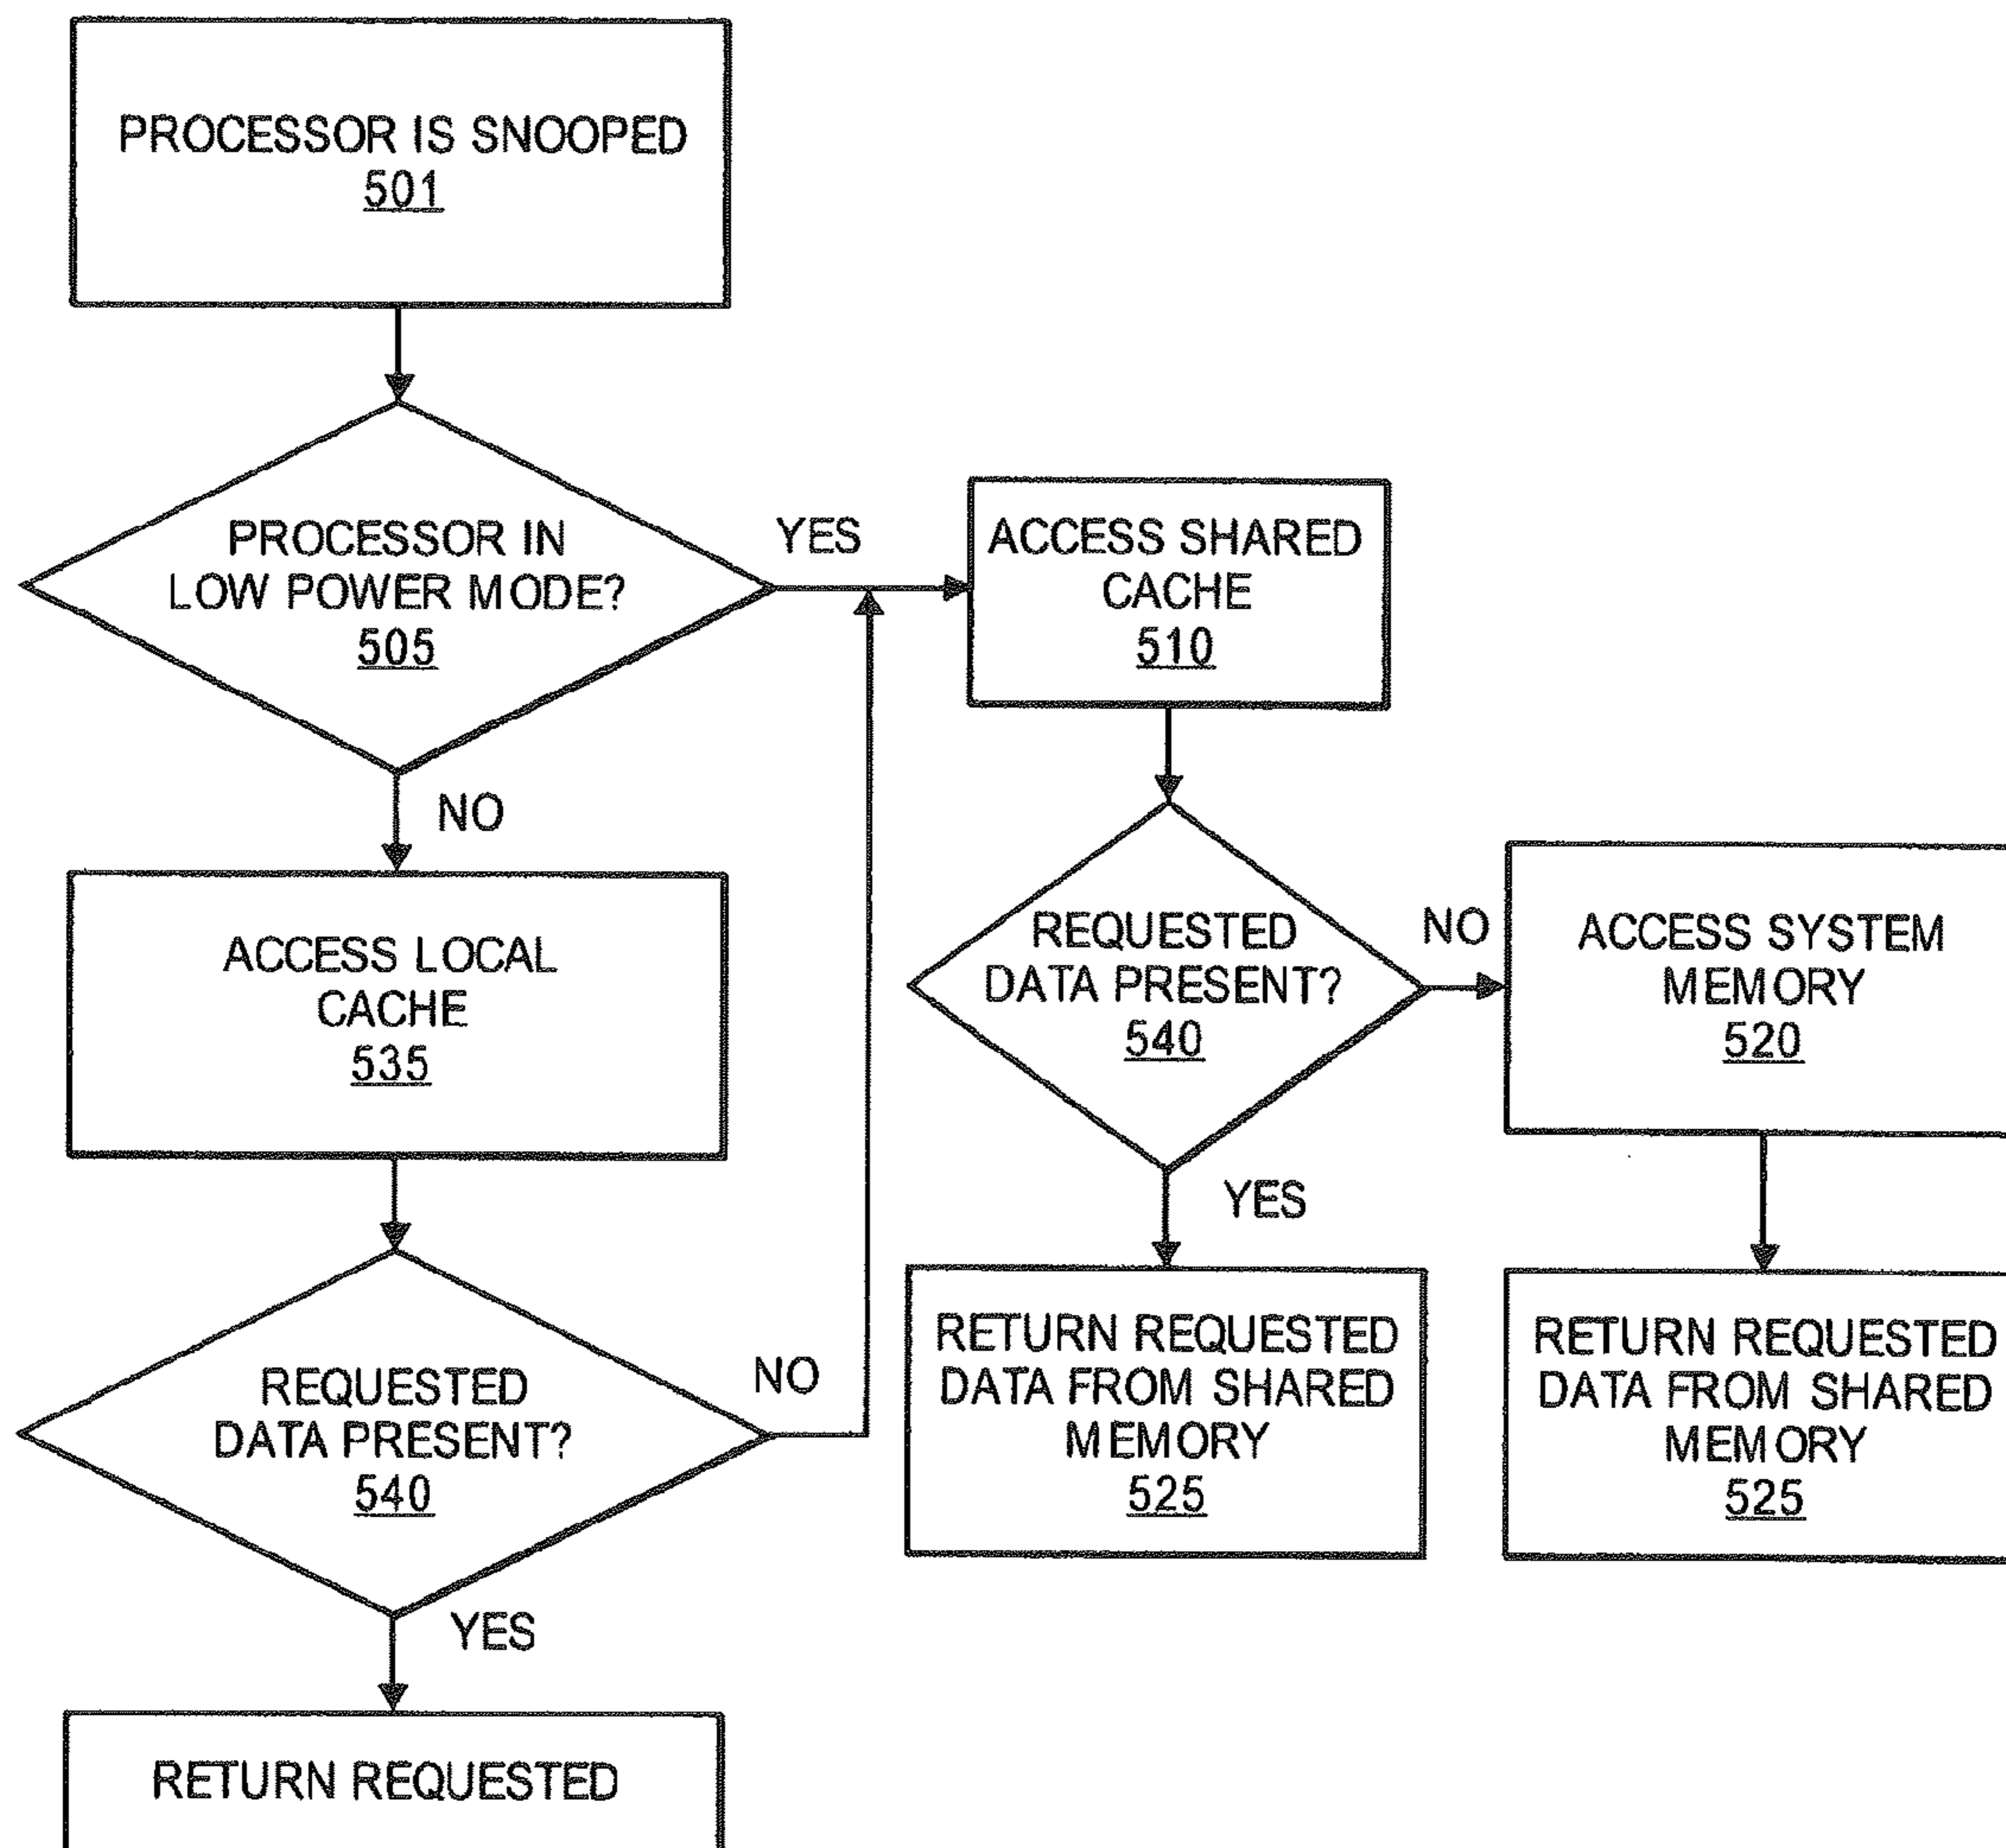 PROCESSOR IS SNOOPED
501
PROCESSOR IN
LOW POWER MODE?
505
YES
NO
ACCESS SHARED
CACHE
510
ACCESS LOCAL
CACHE
535
REQUESTED
DATA PRESENT?
540
NO
YES
ACCESS SYSTEM
MEMORY
520
REQUESTED
DATA PRESENT?
540
NO
YES
RETURN REQUESTED
DATA FROM SHARED
MEMORY
525
RETURN REQUESTED
DATA FROM SHARED
MEMORY
525
RETURN REQUESTED